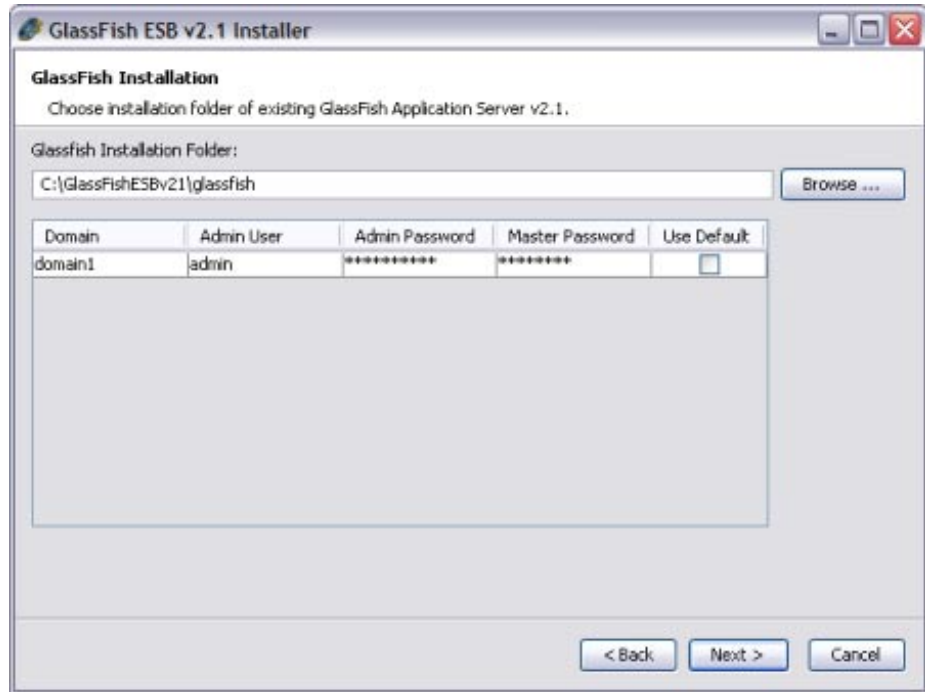 GlassFish ESB v2.1 Installer
GlassFish Installation
Choose installation folder of existing GlassFish Application Server v2.1.
Glassfish Installation Folder:
C:\GlassFishESBv21\glassfish
Browse ...
Domain Admin User Admin Password Master Password Use Default
domain1 admin ********** ********
< Back Next > Cancel